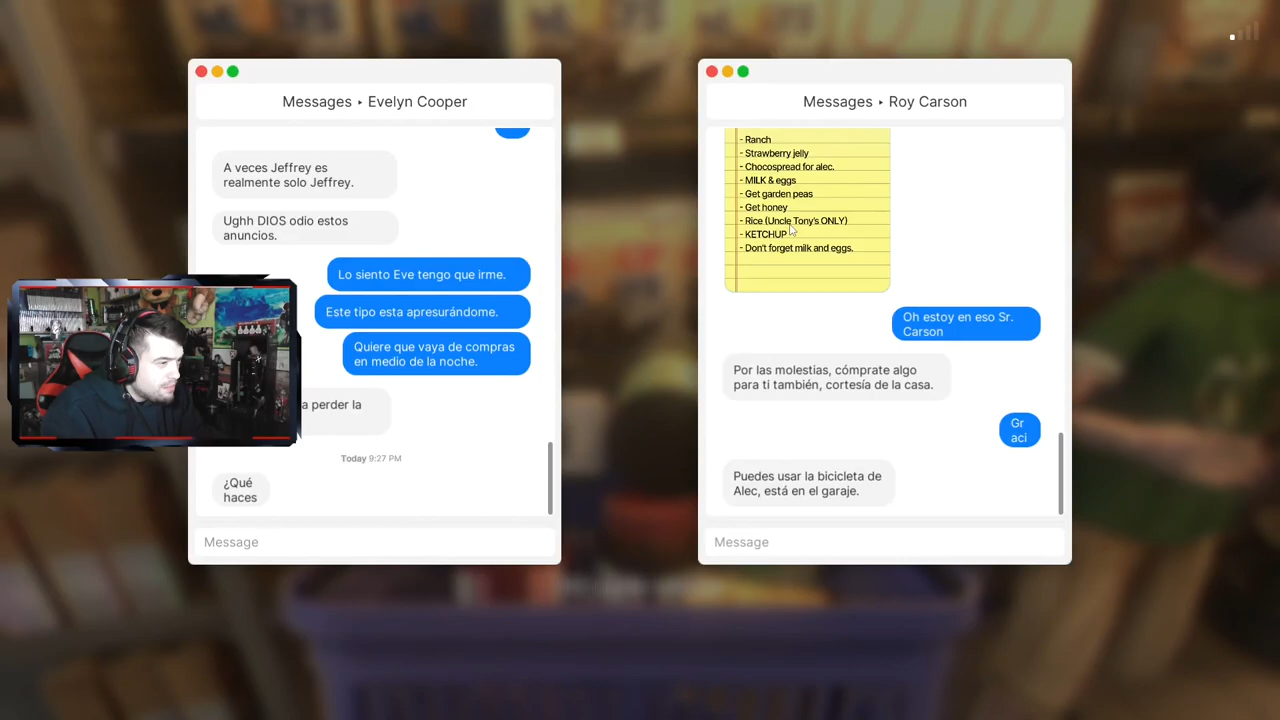 Messages ▸ Evelyn Cooper
A veces Jeffrey es
realmente solo Jeffrey.
Ughh DIOS odio estos
anuncios.
Lo siento Eve tengo que irme.
Este tipo esta apresurándome.
Quiere que vaya de compras
en medio de la noche.
a perder la
Today 9:27 PM
¿Qué
haces
Message
Messages ▸ Roy Carson
- Ranch
- Strawberry jelly
- Chocospread for alec.
- MILK & eggs
- Get garden peas
- Get honey
- Rice (Uncle Tony's ONLY)
- KETCHUP
- Don't forget milk and eggs.
Oh estoy en eso Sr.
Carson
Por las molestias, cómprate algo
para ti también, cortesía de la casa.
Gr
aci
Puedes usar la bicicleta de
Alec, está en el garaje.
Message